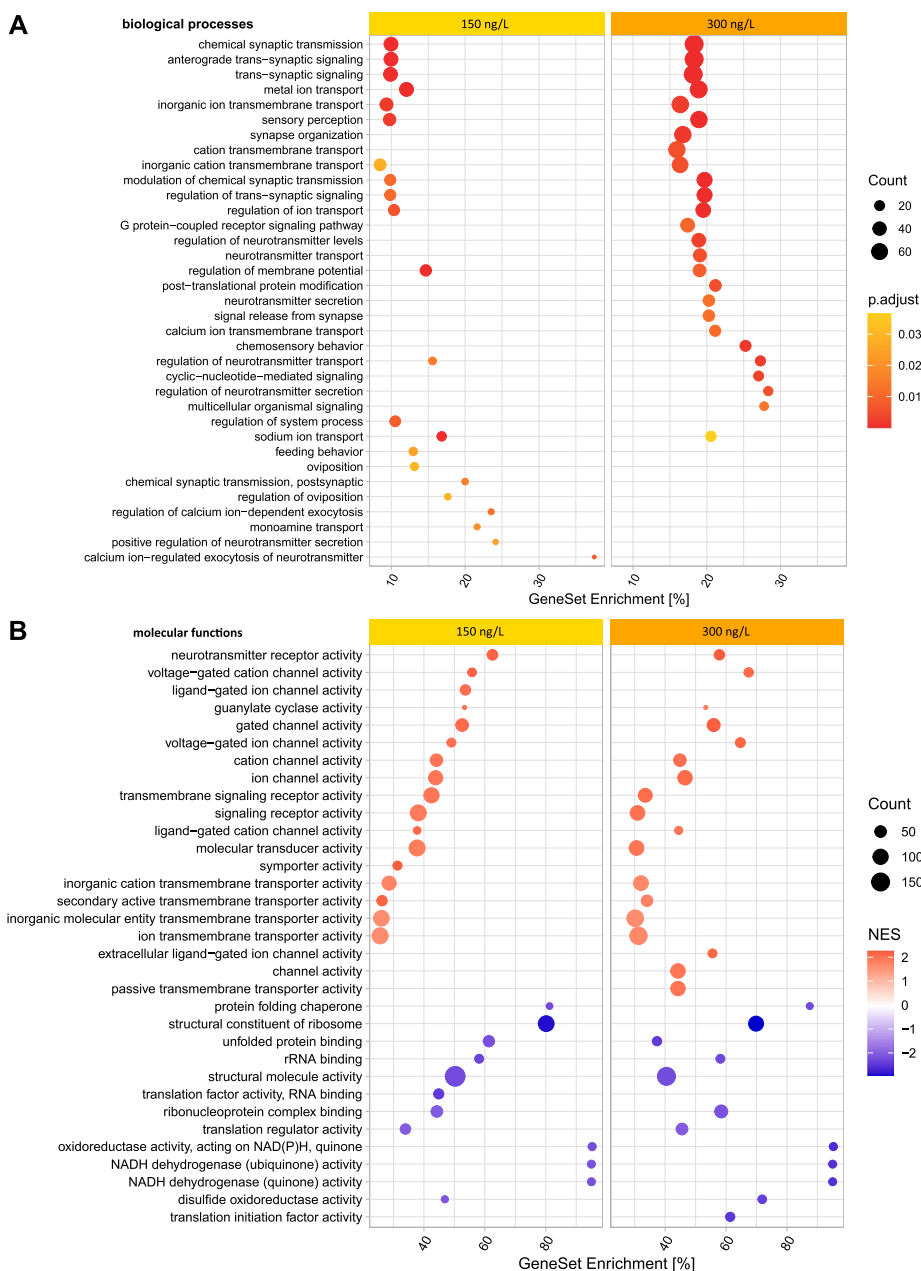 A
biological processes
150 ng/L
300 ng/L
chemical synaptic transmission
anterograde trans−synaptic signaling
trans−synaptic signaling
metal ion transport
inorganic ion transmembrane transport
sensory perception
synapse organization
cation transmembrane transport
inorganic cation transmembrane transport
modulation of chemical synaptic transmission
regulation of trans−synaptic signaling
regulation of ion transport
G protein−coupled receptor signaling pathway
regulation of neurotransmitter levels
neurotransmitter transport
regulation of membrane potential
post−translational protein modification
neurotransmitter secretion
signal release from synapse
calcium ion transmembrane transport
chemosensory behavior
regulation of neurotransmitter transport
cyclic−nucleotide−mediated signaling
regulation of neurotransmitter secretion
multicellular organismal signaling
regulation of system process
sodium ion transport
feeding behavior
oviposition
chemical synaptic transmission, postsynaptic
regulation of oviposition
regulation of calcium ion−dependent exocytosis
monoamine transport
positive regulation of neurotransmitter secretion
calcium ion−regulated exocytosis of neurotransmitter
10 20 30 10 20 30
GeneSet Enrichment [%]
Count
20
40
60
p.adjust
0.03
0.02
0.01
B
molecular functions
150 ng/L
300 ng/L
neurotransmitter receptor activity
voltage−gated cation channel activity
ligand−gated ion channel activity
guanylate cyclase activity
gated channel activity
voltage−gated ion channel activity
cation channel activity
ion channel activity
transmembrane signaling receptor activity
signaling receptor activity
ligand−gated cation channel activity
molecular transducer activity
symporter activity
inorganic cation transmembrane transporter activity
secondary active transmembrane transporter activity
inorganic molecular entity transmembrane transporter activity
ion transmembrane transporter activity
extracellular ligand−gated ion channel activity
channel activity
passive transmembrane transporter activity
protein folding chaperone
structural constituent of ribosome
unfolded protein binding
rRNA binding
structural molecule activity
translation factor activity, RNA binding
ribonucleoprotein complex binding
translation regulator activity
oxidoreductase activity, acting on NAD(P)H, quinone
NADH dehydrogenase (ubiquinone) activity
NADH dehydrogenase (quinone) activity
disulfide oxidoreductase activity
translation initiation factor activity
40 60 80 40 60 80
GeneSet Enrichment [%]
Count
50
100
150
NES
2
1
0
−1
−2